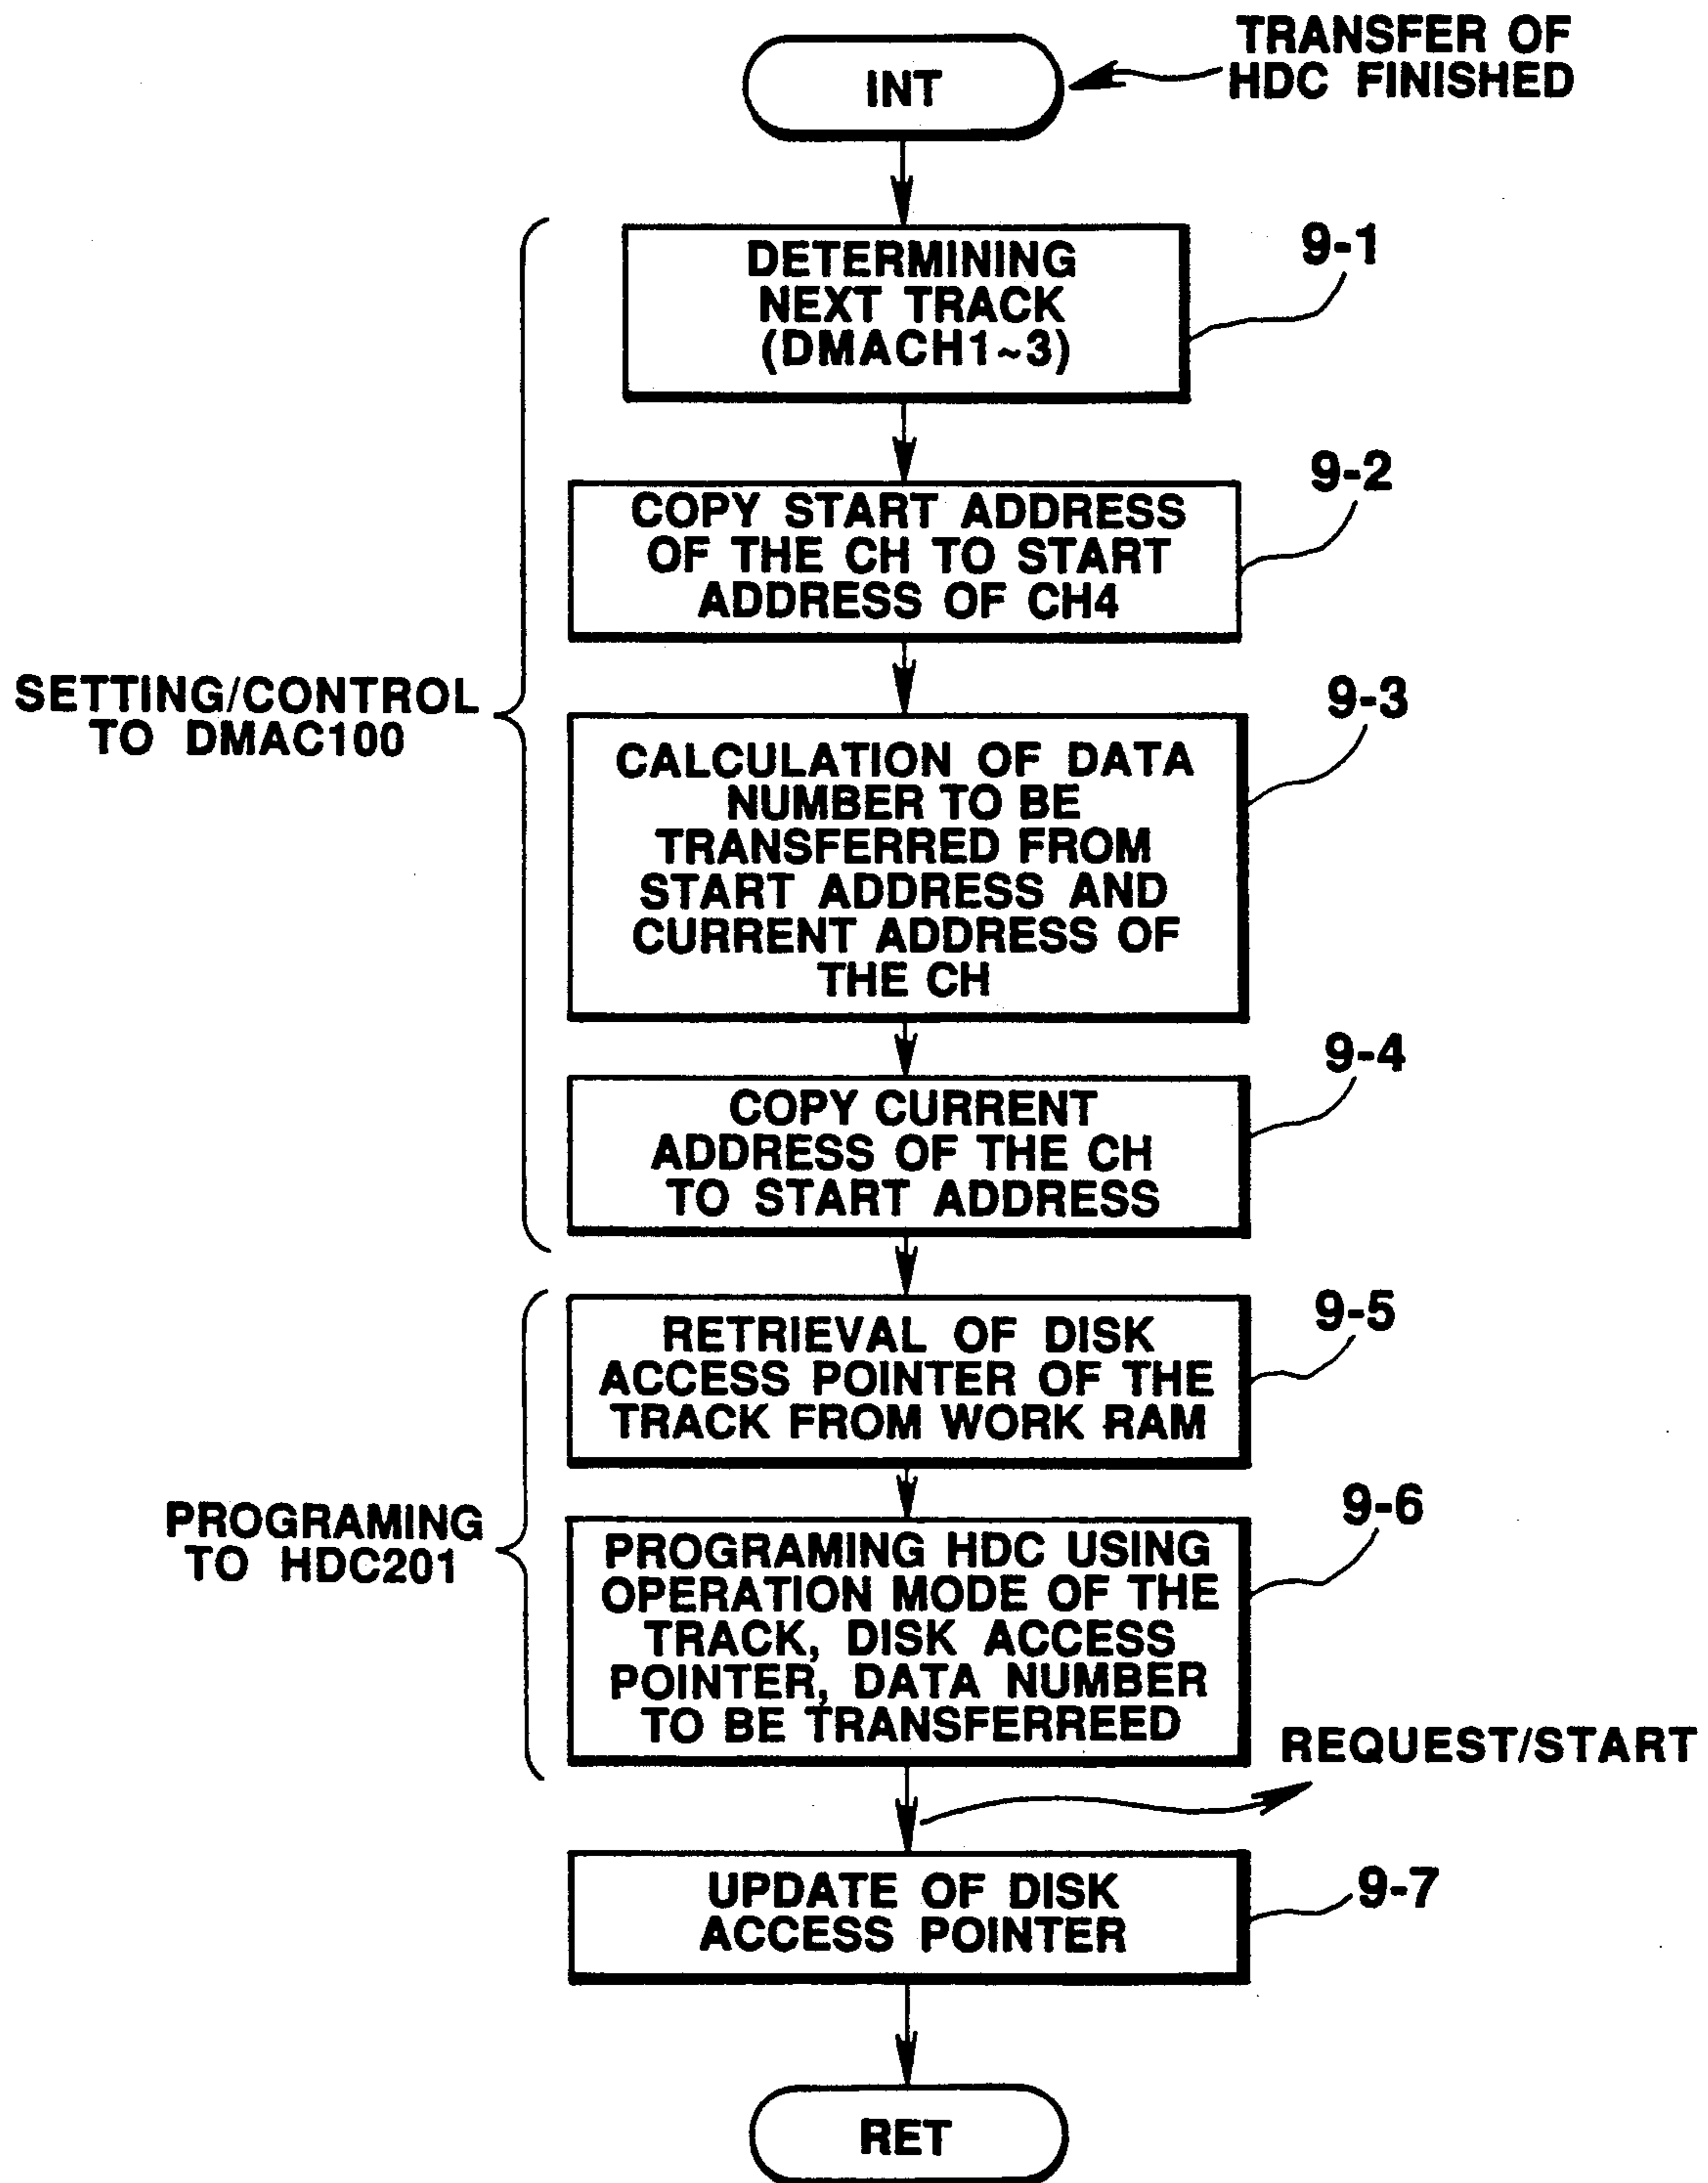 TRANSFER OF
HDC FINISHED
INT
9-1
DETERMINING
NEXT TRACK
(DMACH1~3)
9-2
COPY START ADDRESS
OF THE CH TO START
ADDRESS OF CH4
SETTING/CONTROL
TO DMAC100
9-3
CALCULATION OF DATA
NUMBER TO BE
TRANSFERRED FROM
START ADDRESS AND
CURRENT ADDRESS OF
THE CH
9-4
COPY CURRENT
ADDRESS OF THE CH
TO START ADDRESS
9-5
RETRIEVAL OF DISK
ACCESS POINTER OF THE
TRACK FROM WORK RAM
PROGRAMING
TO HDC201
9-6
PROGRAMING HDC USING
OPERATION MODE OF THE
TRACK, DISK ACCESS
POINTER, DATA NUMBER
TO BE TRANSFERREED
REQUEST/START
9-7
UPDATE OF DISK
ACCESS POINTER
RET